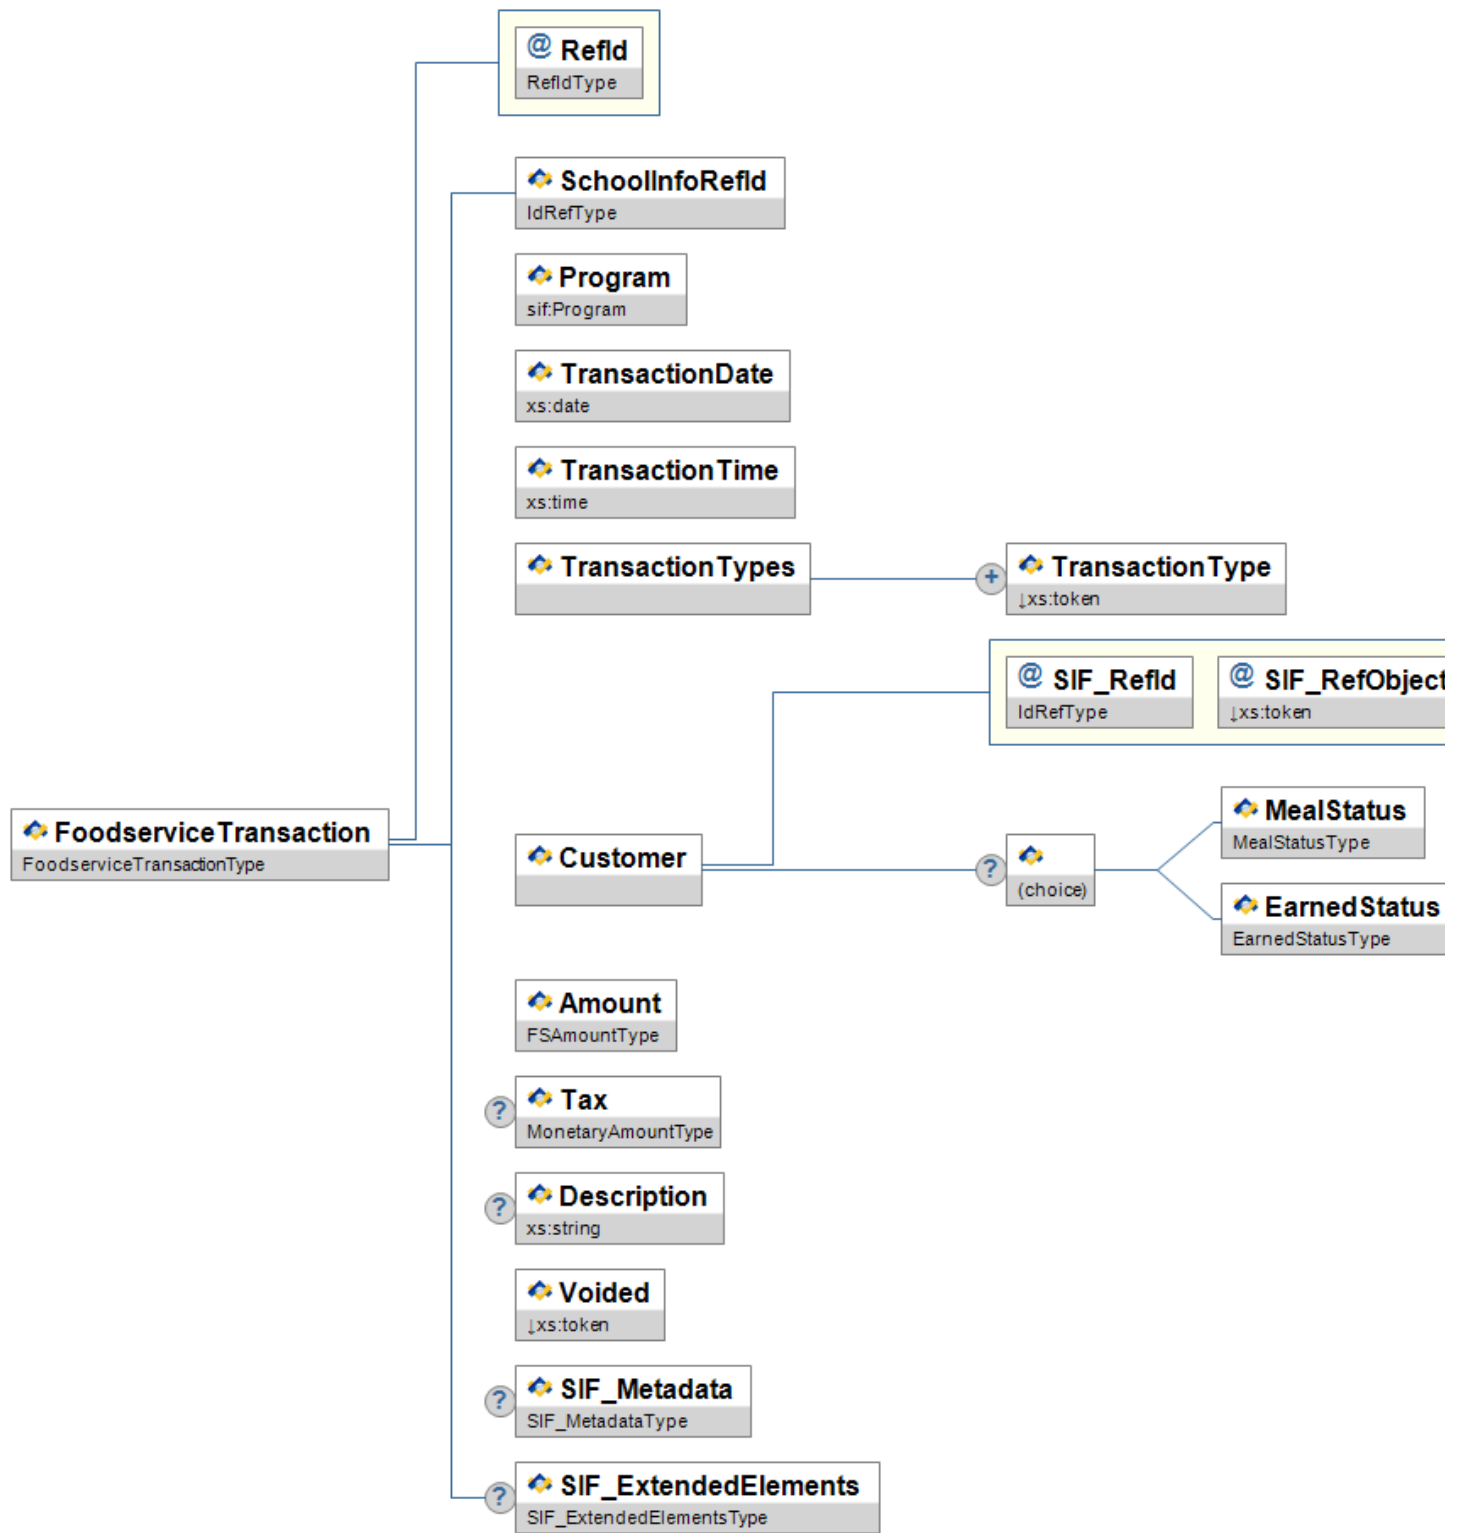 @ RefId
RefIdType
SchoolInfoRefId
IdRefType
Program
sif:Program
TransactionDate
xs:date
TransactionTime
xs:time
TransactionTypes
+ TransactionType
↓xs:token
@ SIF_RefId @ SIF_RefObject
IdRefType ↓xs:token
FoodserviceTransaction
FoodserviceTransactionType
Customer
?
(choice)
MealStatus
MealStatusType
EarnedStatus
EarnedStatusType
Amount
FSAmountType
? Tax
MonetaryAmountType
? Description
xs:string
Voided
↓xs:token
? SIF_Metadata
SIF_MetadataType
? SIF_ExtendedElements
SIF_ExtendedElementsType